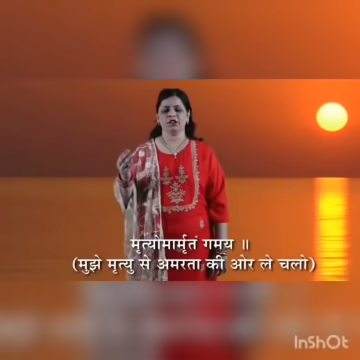 मृत्योमार्मृतं गमय ॥
(मुझे मृत्यु से अमरता की ओर ले चलो)
InShOt